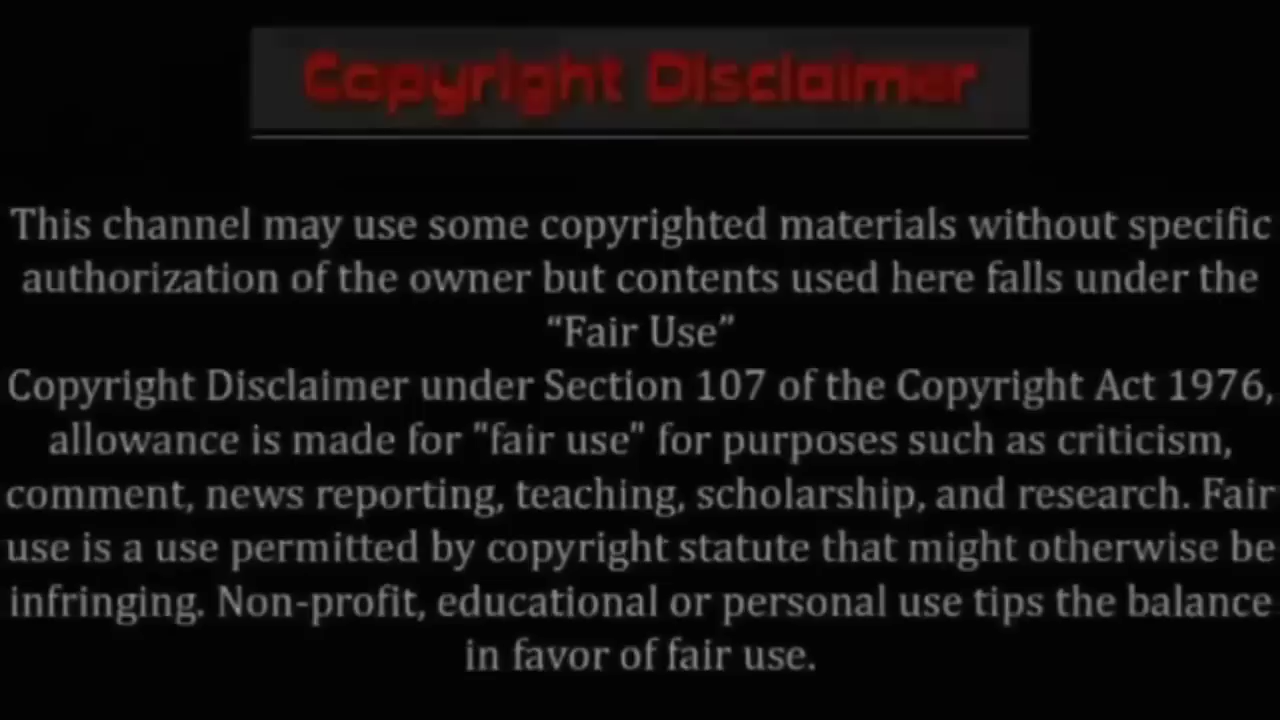 Copyright Disclaimer
This channel may use some copyrighted materials without specific
authorization of the owner but contents used here falls under the
“Fair Use”
Copyright Disclaimer under Section 107 of the Copyright Act 1976,
allowance is made for "fair use" for purposes such as criticism,
comment, news reporting, teaching, scholarship, and research. Fair
use is a use permitted by copyright statute that might otherwise be
infringing. Non-profit, educational or personal use tips the balance
in favor of fair use.